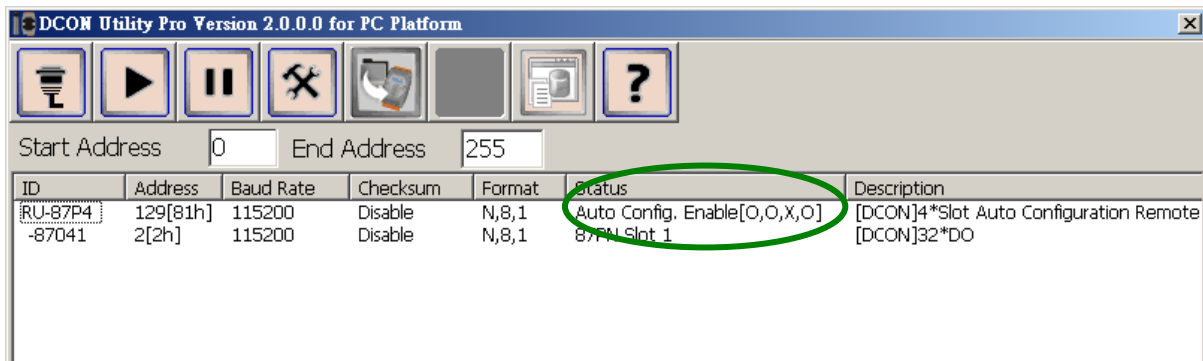 DCON Utility Pro Version 2.0.0.0 for PC Platform
?
Start Address 0 End Address 255
ID Address Baud Rate Checksum Format Status Description
RU-87P4 129[81h] 115200 Disable N,8,1 Auto Config. Enable[O,O,X,O] [DCON]4*Slot Auto Configuration Remote
-87041 2[2h] 115200 Disable N,8,1 87PN Slot 1 [DCON]32*DO